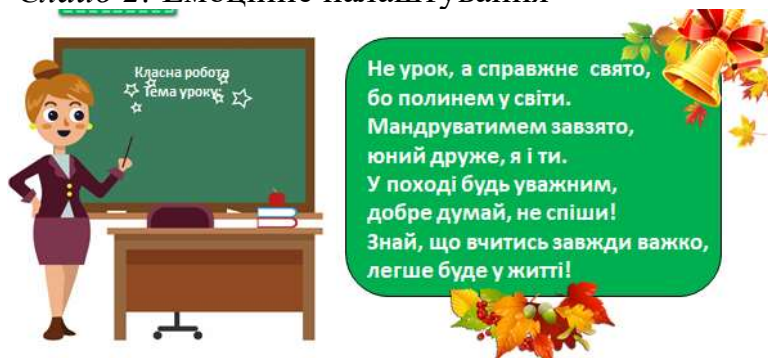 Слайд 2. Емоційне налаштування
Класна робота
Тема уроку:
Не урок, а справжнє свято,
бо полинем у світи.
Мандруватимем завзято,
юний друже, я і ти.
У поході будь уважним,
добре думай, не спіши!
Знай, що вчитись завжди важко,
легше буде у житті!